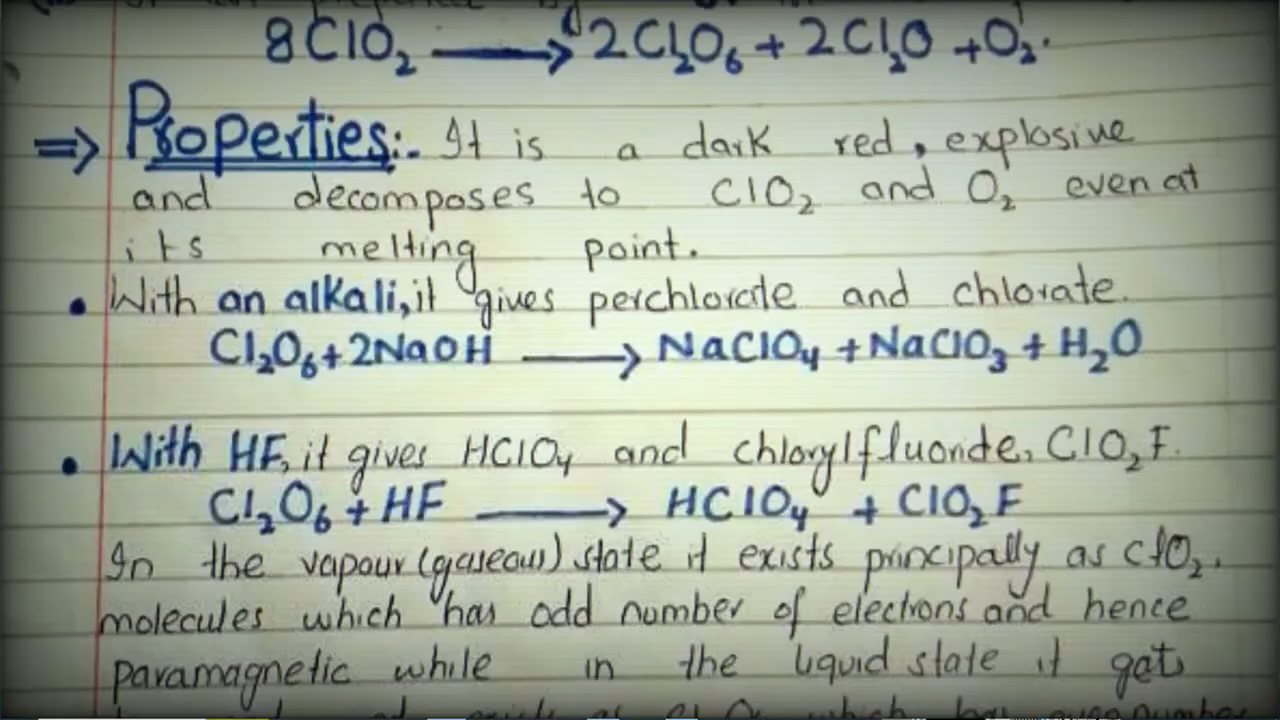 8ClO₂ ⟶ 2Cl₂O₆ + 2Cl₂O + O₂.
⇒ Properties:- It is a dark red, explosive
and decomposes to ClO₂ and O₂ even at
its melting point.
• With an alkali, it gives perchlorate and chlorate.
Cl₂O₆ + 2NaOH ⟶ NaClO₄ + NaClO₃ + H₂O
• With HF, it gives HClO₄ and chlorylfluoride, ClO₂F.
Cl₂O₆ + HF ⟶ HClO₄ + ClO₂F
In the vapour (gaseous) state it exists principally as ClO₂.
molecules which has odd number of electrons and hence
paramagnetic while in the liquid state it gets
which has number